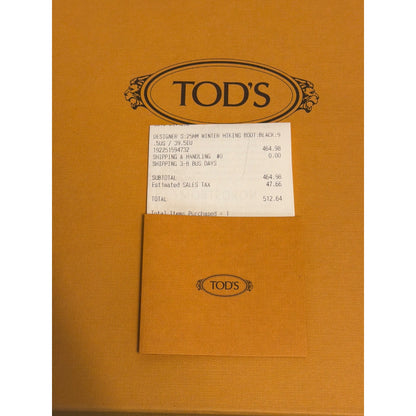 TOD'S
DESIGNER S:25MM WINTER HIKING BOOT:BLACK:9
.5US / 39.5EU
192251594732 464.98
SHIPPING & HANDLING #0 0.00
SHIPPING 3-8 BUS DAYS
SUBTOTAL 464.98
Estimated SALES TAX 47.66
TOTAL 512.64
Total Items Purchased = 1
TOD'S